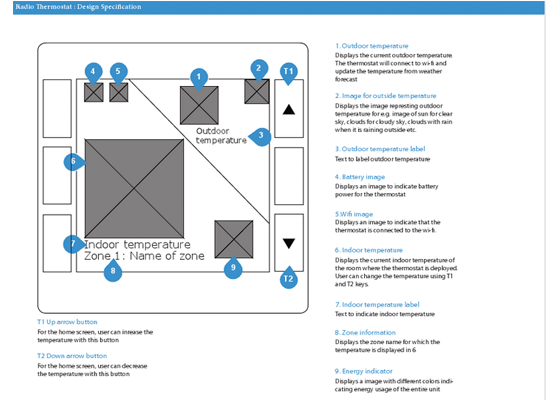 Radio Thermostat : Design Specification
4
5
1
2
T1
Outdoor
temperature
3
6
7
Indoor temperature
Zone 1: Name of zone
8
9
T2
T1 Up arrow button
For the home screen, user can inrease the
temperature with this button
T2 Down arrow button
For the home screen, user can decrease
the temperature with this button
1. Outdoor temperature
Displays the current outdoor temperature.
The thermostat will connect to wi-fi and
update the temperature from weather
forecast
2. Image for outside temperature
Displays the image represting outdoor
temperature for e.g. image of sun for clear
sky, clouds for cloudy sky, clouds with rain
when it is raining outside etc.
3. Outdoor temperature label
Text to label outdoor temperature
4. Battery image
Displays an image to indicate battery
power for the thermostat
5.Wifi image
Displays an image to indicate that the
thermostat is connected to the wi-fi.
6. Indoor temperature
Displays the current indoor temperature of
the room where the thermostat is deployed.
User can change the temperature using T1
and T2 keys.
7. Indoor temperature label
Text to indicate indoor temperature
8. Zone information
Displays the zone name for which the
temperature is displayed in 6
9. Energy indicator
Displays a image with different colors indi-
cating energy usage of the entire unit